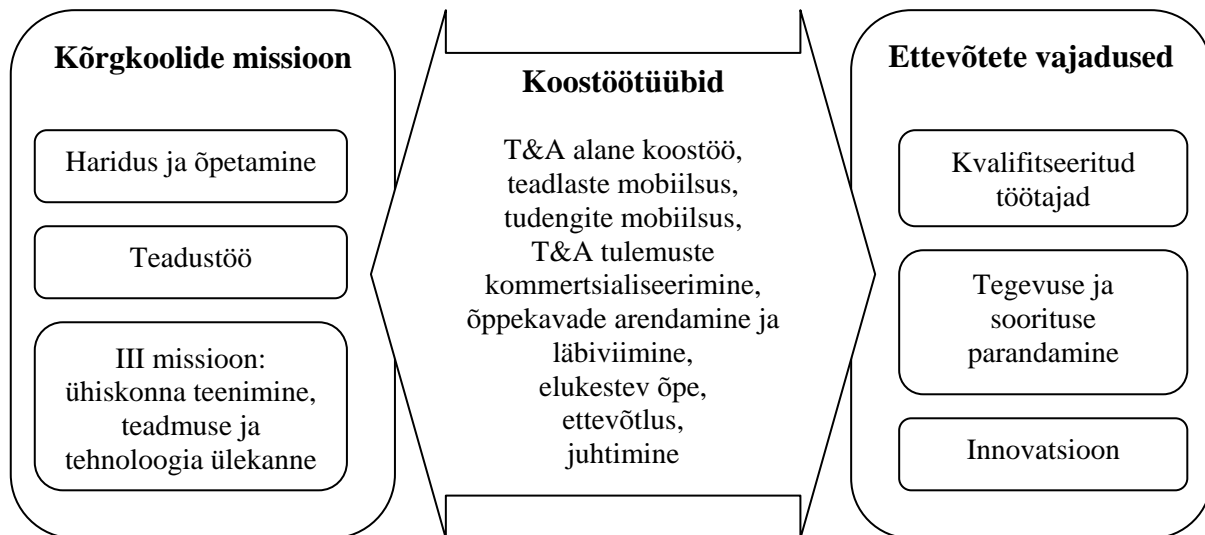 Kõrgkoolide missioon
Haridus ja õpetamine
Teadustöö
III missioon:
ühiskonna teenimine,
teadmuse ja
tehnoloogia ülekanne
Koostöötüübid
T&A alane koostöö,
teadlaste mobiilsus,
tudengite mobiilsus,
T&A tulemuste
kommertsialiseerimine,
õppekavade arendamine ja
läbiviimine,
elukestev õpe,
ettevõtlus,
juhtimine
Ettevõtete vajadused
Kvalifitseeritud
töötajad
Tegevuse ja
soorituse
parandamine
Innovatsioon